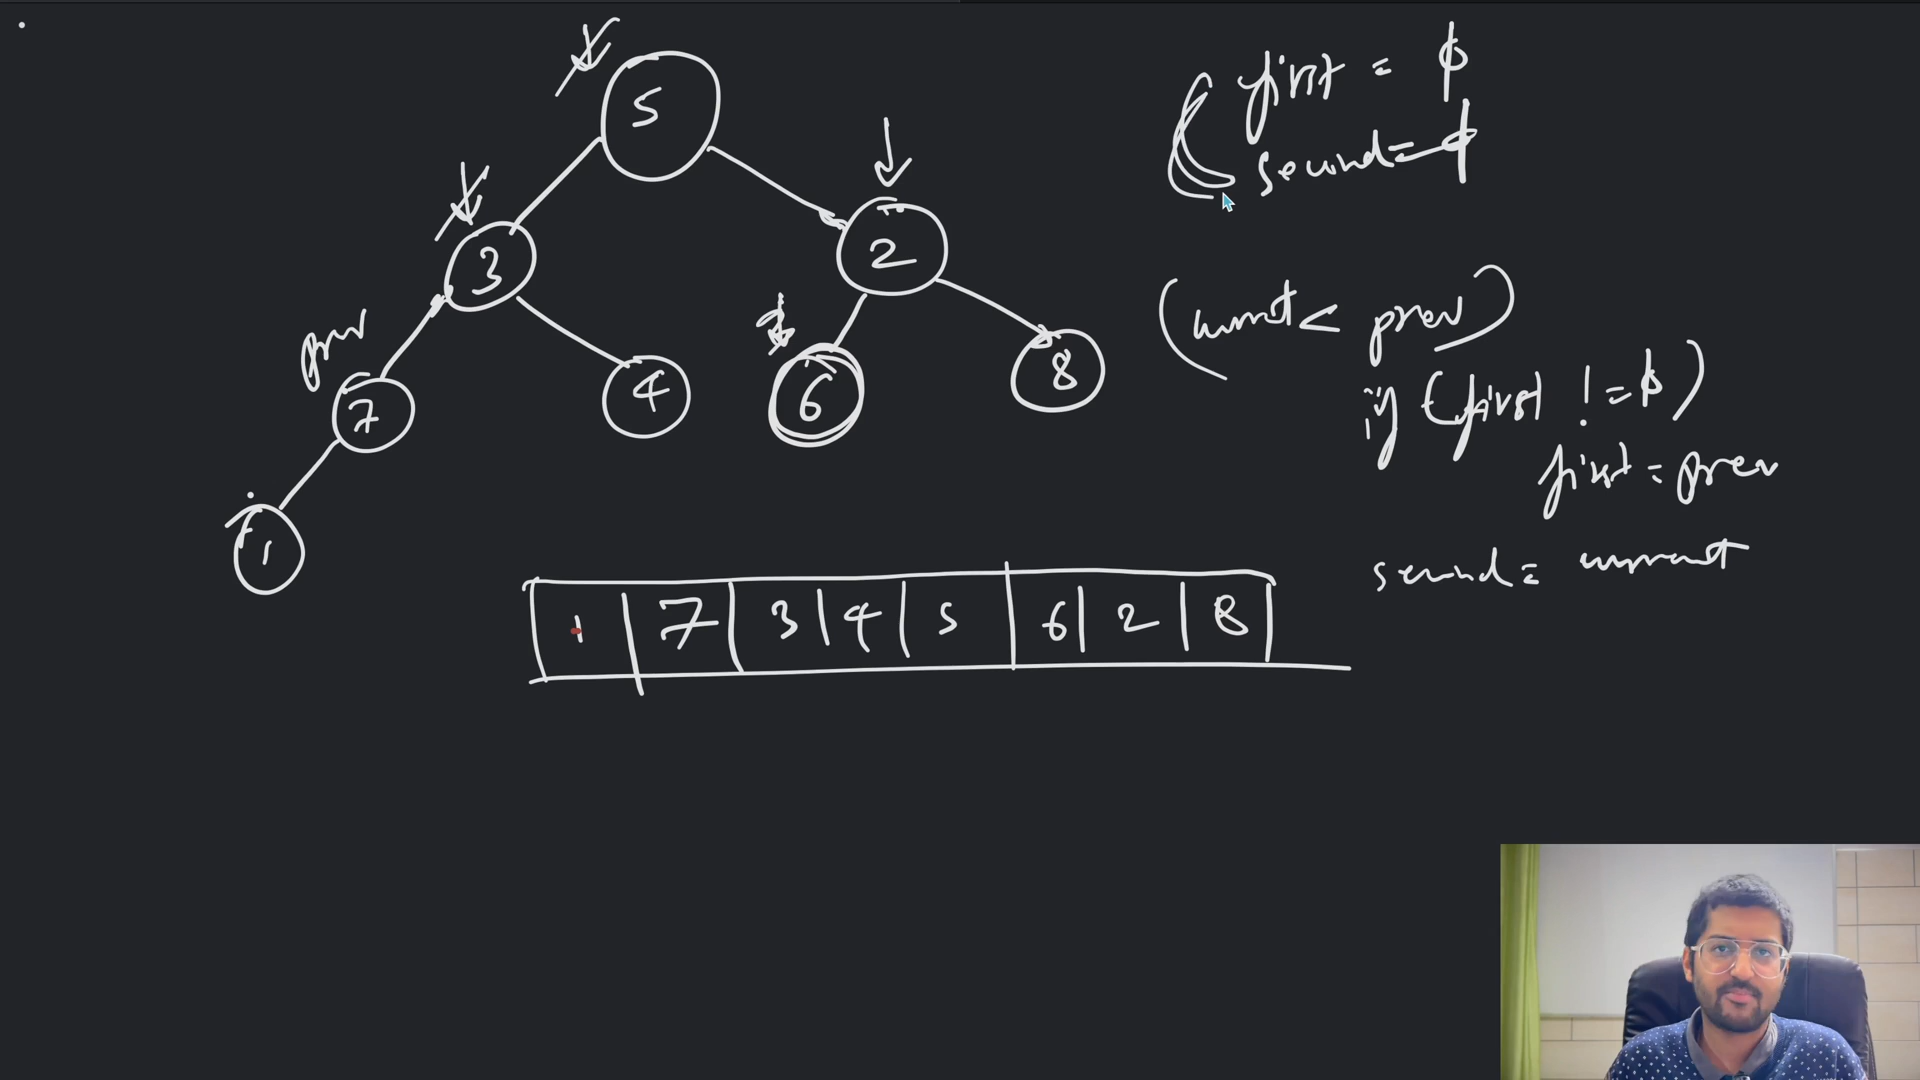 5
first = ϕ
second = ϕ
3
2
prev
(current < prev)
7
4
6
8
if (first != ϕ)
first = prev
1
second = current
1 | 7 | 3 | 4 | 5 | 6 | 2 | 8